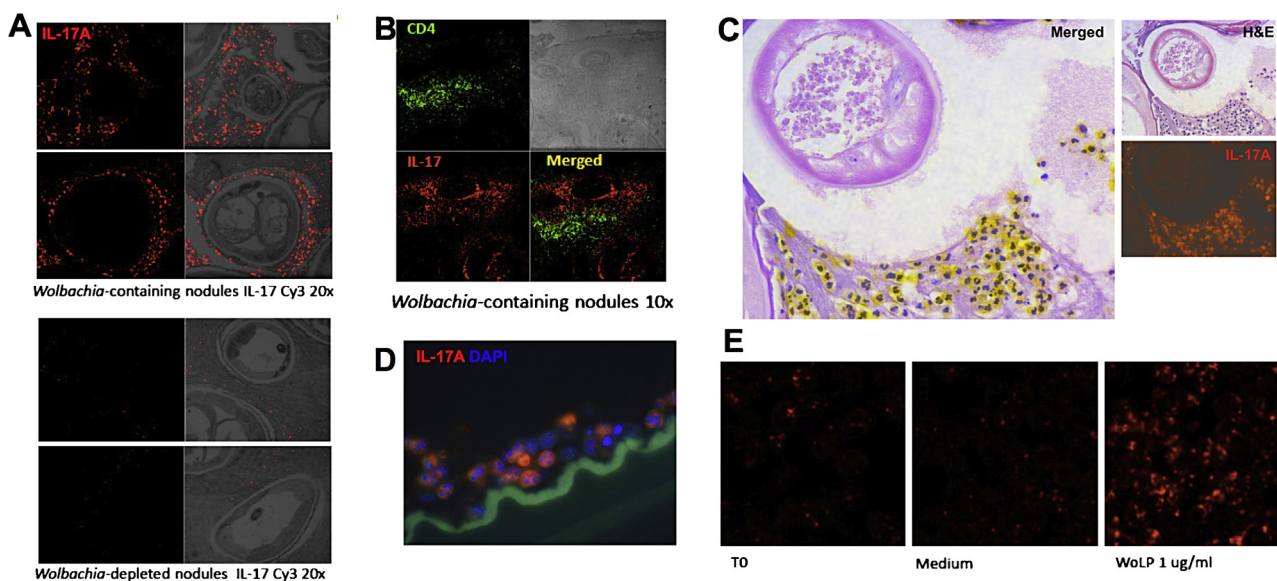 A
IL-17A
Wolbachia-containing nodules IL-17 Cy3 20x
Wolbachia-depleted nodules IL-17 Cy3 20x
B
CD4
IL-17
Merged
Wolbachia-containing nodules 10x
C
Merged
H&E
IL-17A
D
IL-17A DAPI
E
T0
Medium
WoLP 1 ug/ml